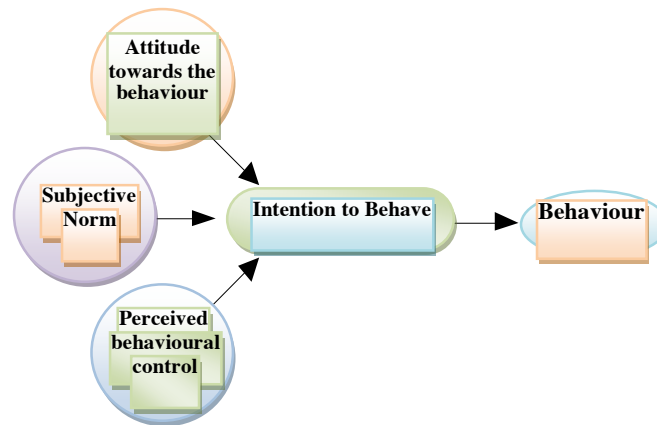 Attitude
towards the
behaviour
Subjective
Norm
Intention to Behave
Behaviour
Perceived
behavioural
control